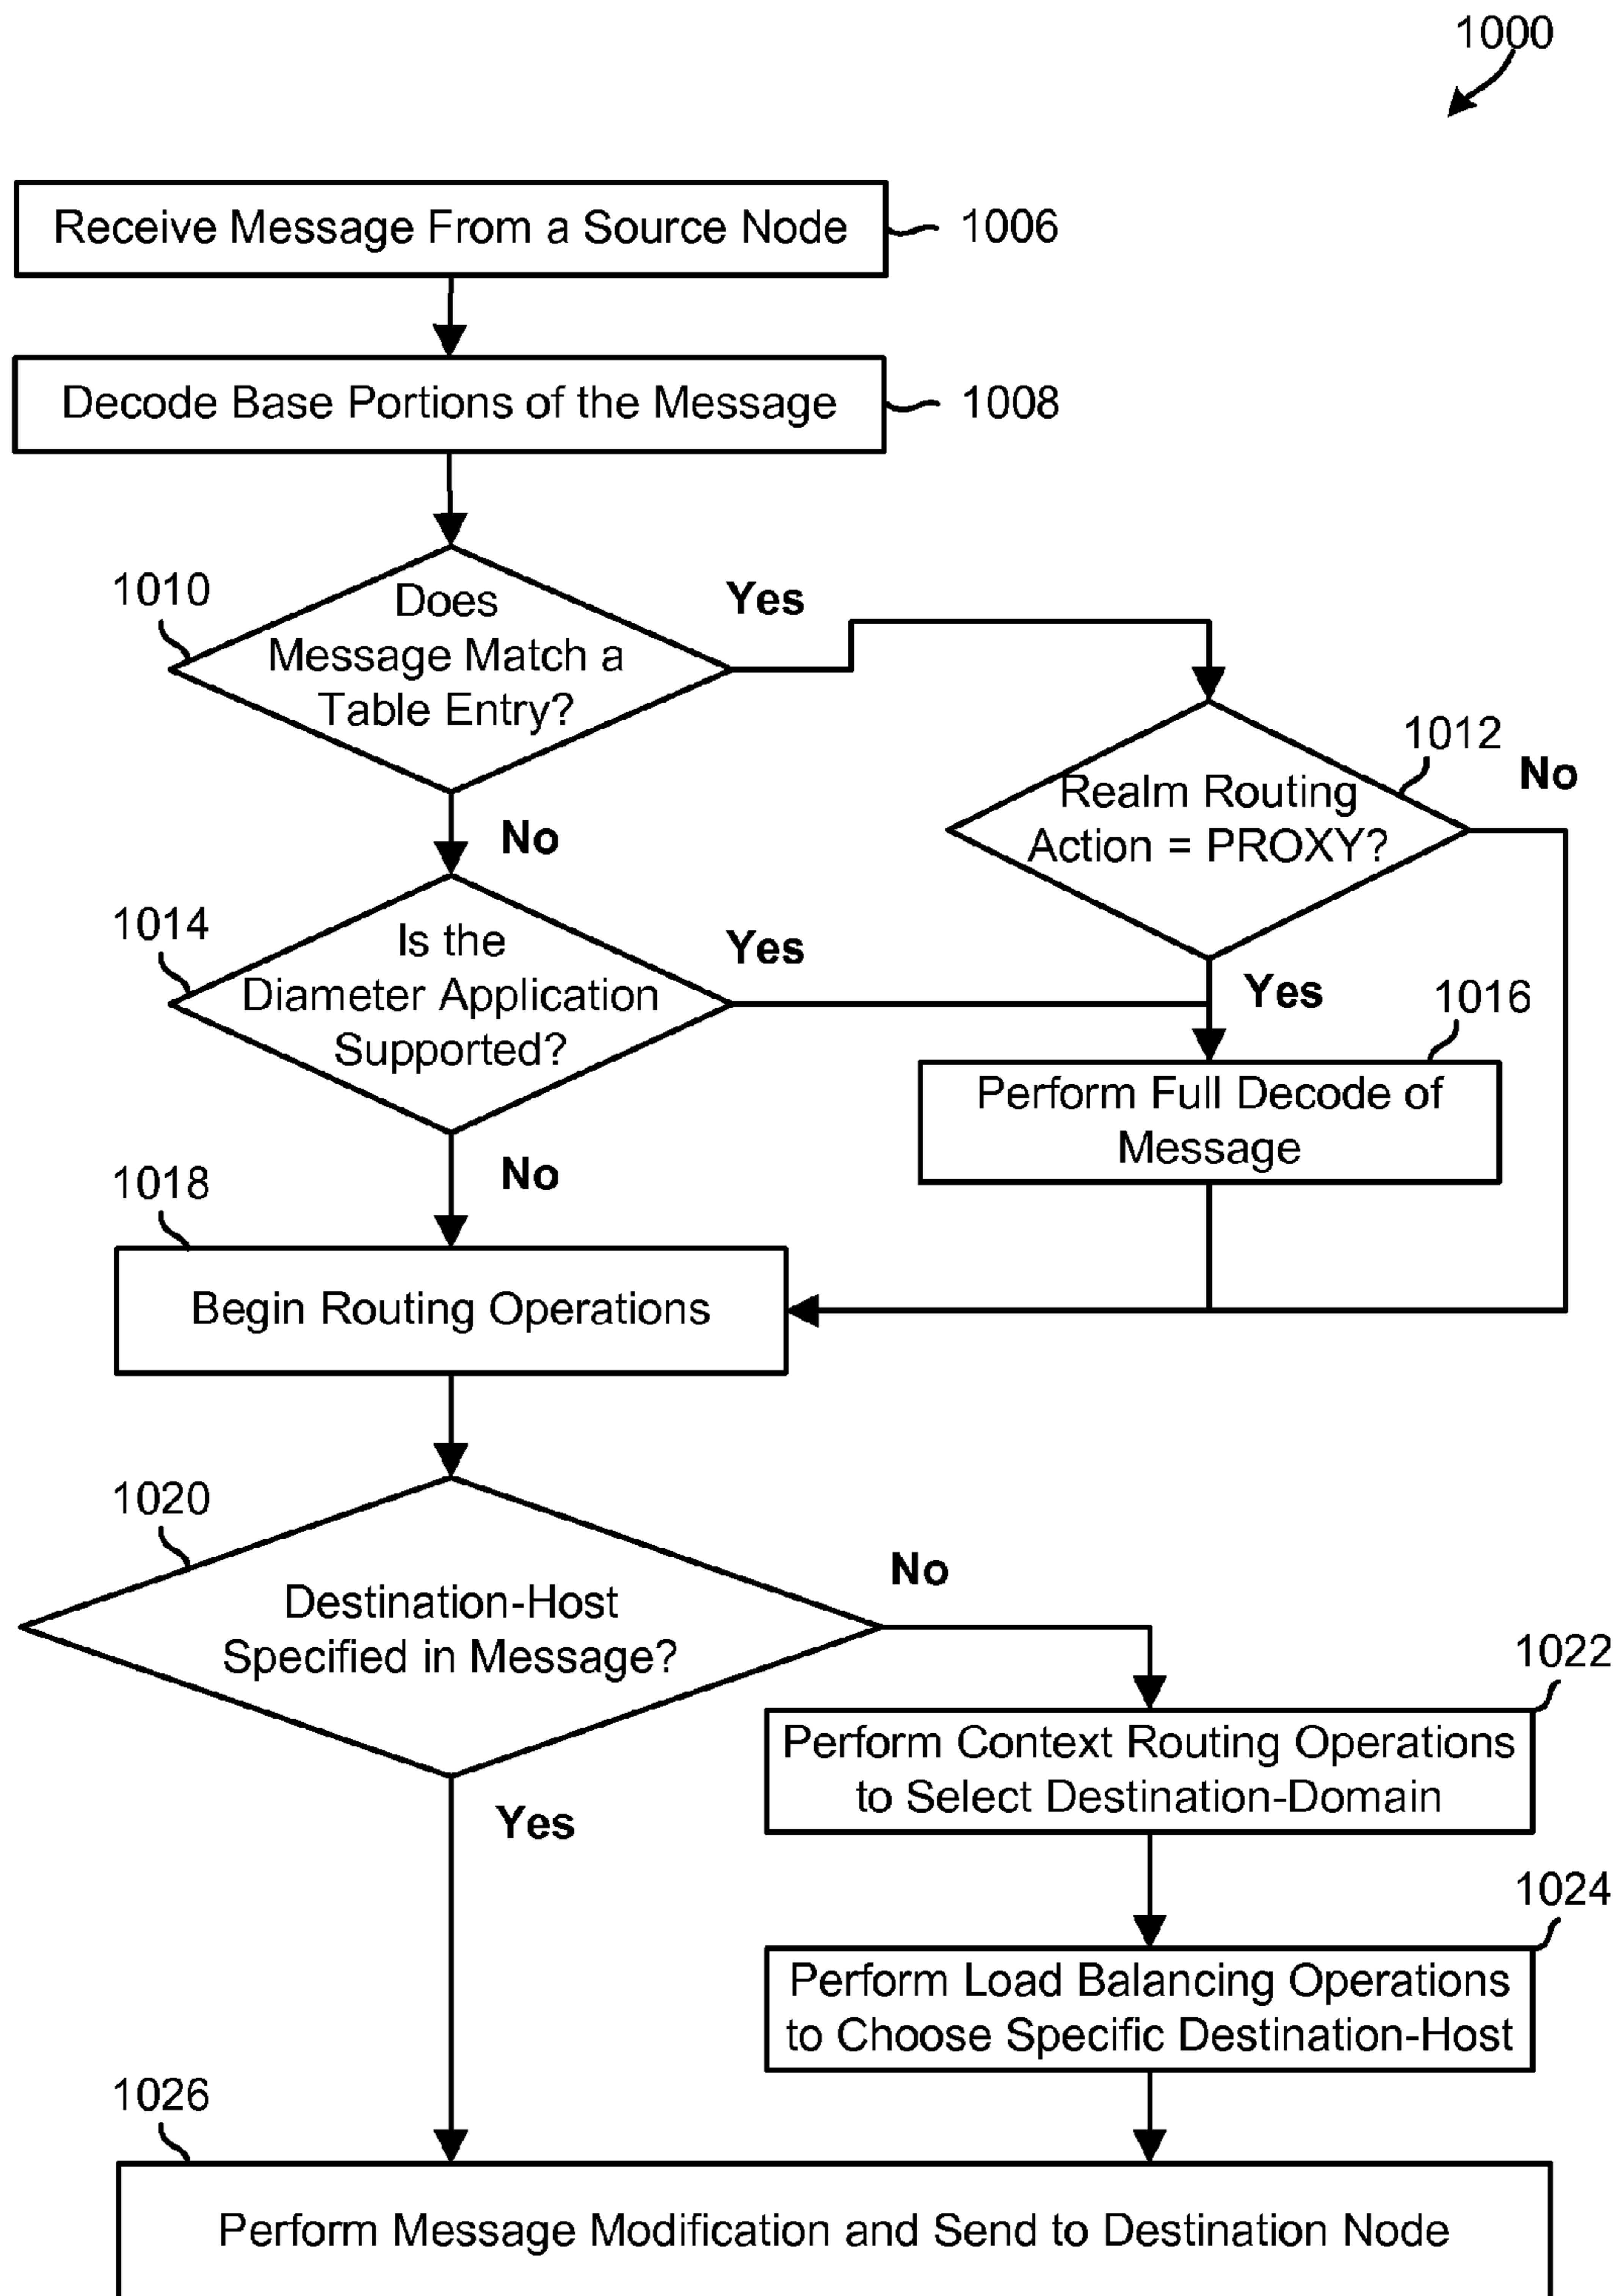 1000
Receive Message From a Source Node
1006
Decode Base Portions of the Message
1008
1010
Does
Message Match a
Table Entry?
Yes
No
1012
Realm Routing
Action = PROXY?
No
Yes
1014
Is the
Diameter Application
Supported?
Yes
No
1016
Perform Full Decode of
Message
1018
Begin Routing Operations
1020
Destination-Host
Specified in Message?
No
Yes
1022
Perform Context Routing Operations
to Select Destination-Domain
1024
Perform Load Balancing Operations
to Choose Specific Destination-Host
1026
Perform Message Modification and Send to Destination Node